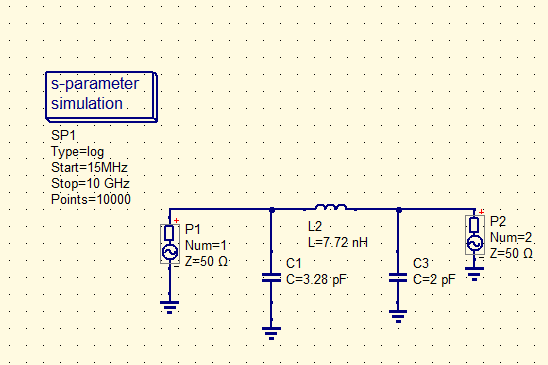 s-parameter
simulation
SP1
Type=log
Start=15MHz
Stop=10 GHz
Points=10000
P1
Num=1
Z=50 Ω
C1
C=3.28 pF
L2
L=7.72 nH
C3
C=2 pF
P2
Num=2
Z=50 Ω